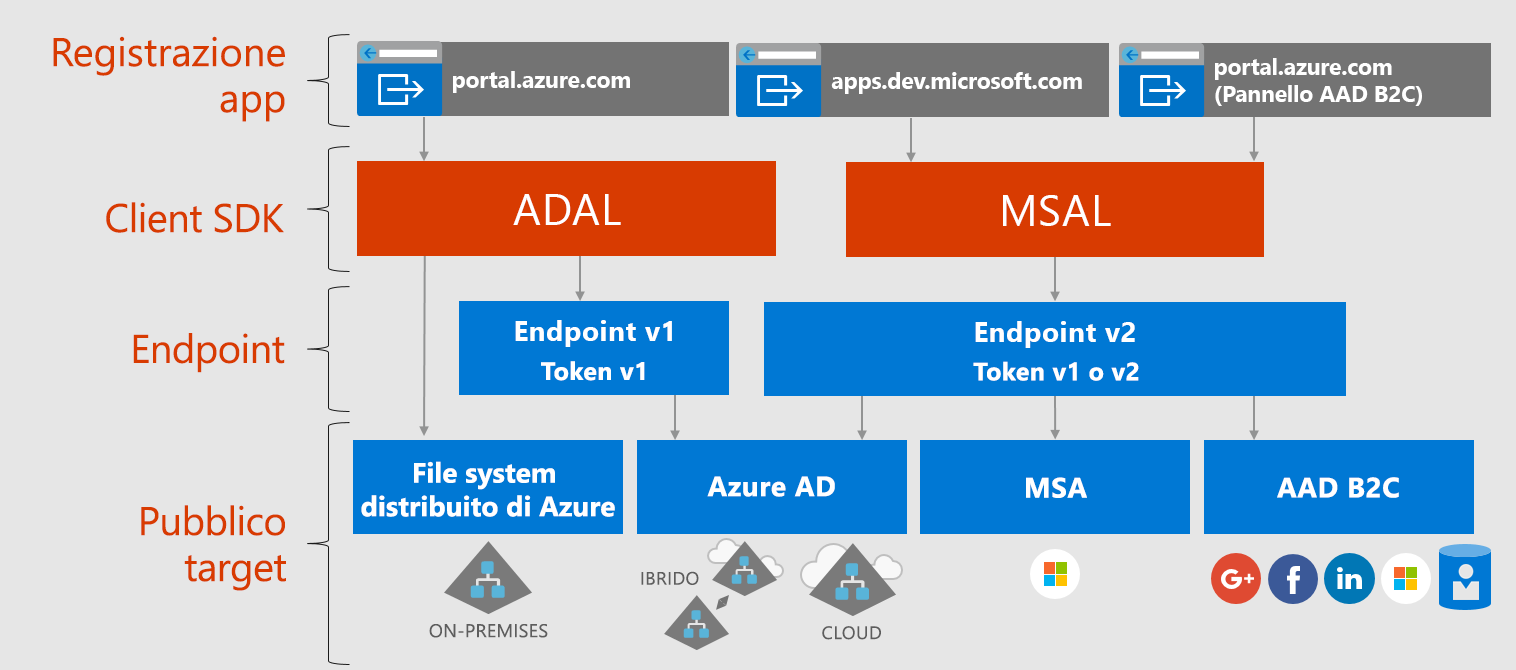 Registrazione
app
portal.azure.com
apps.dev.microsoft.com
portal.azure.com
(Pannello AAD B2C)
Client SDK
ADAL
MSAL
Endpoint
Endpoint v1
Token v1
Endpoint v2
Token v1 o v2
Pubblico
target
File system
distribuito di Azure
Azure AD
MSA
AAD B2C
ON-PREMISES
IBRIDO
CLOUD
G+
f
in